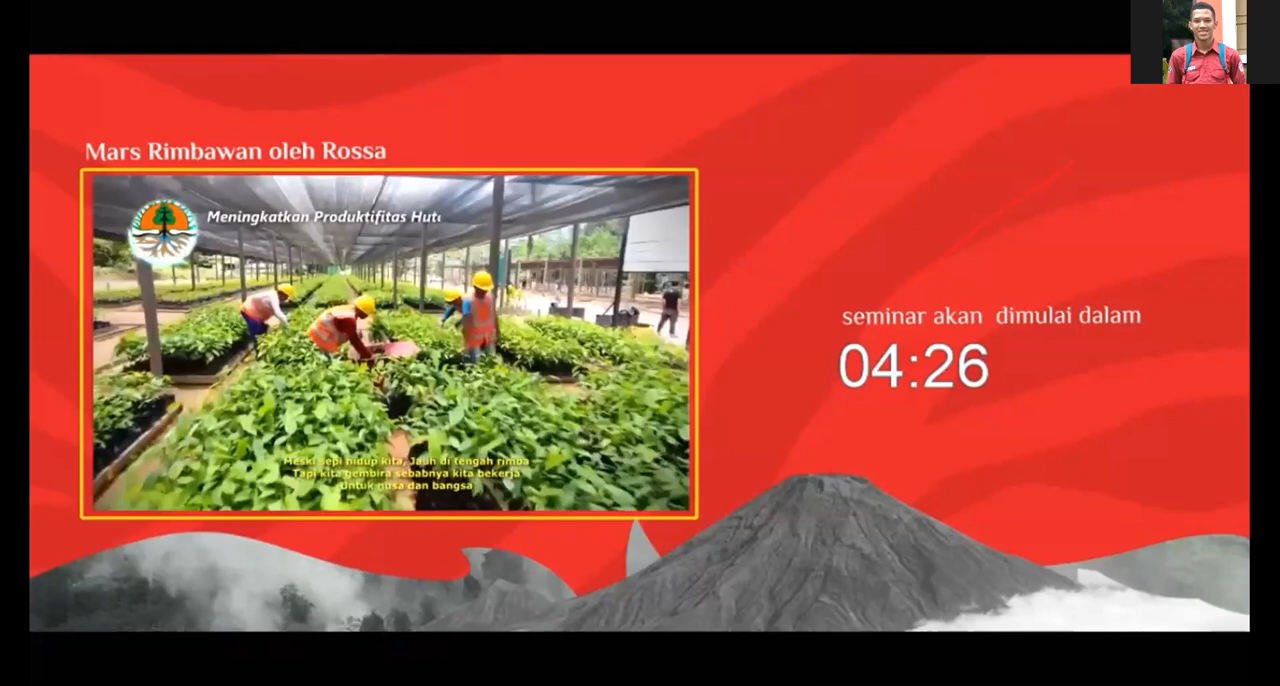 Mars Rimbawan oleh Rossa
Meningkatkan Produktifitas Hut
seminar akan dimulai dalam
04:26
Meski sepi hidup kita, Jauh di tengah rimba
Tapi kita gembira sebabnya kita bekerja
Untuk nusa dan bangsa